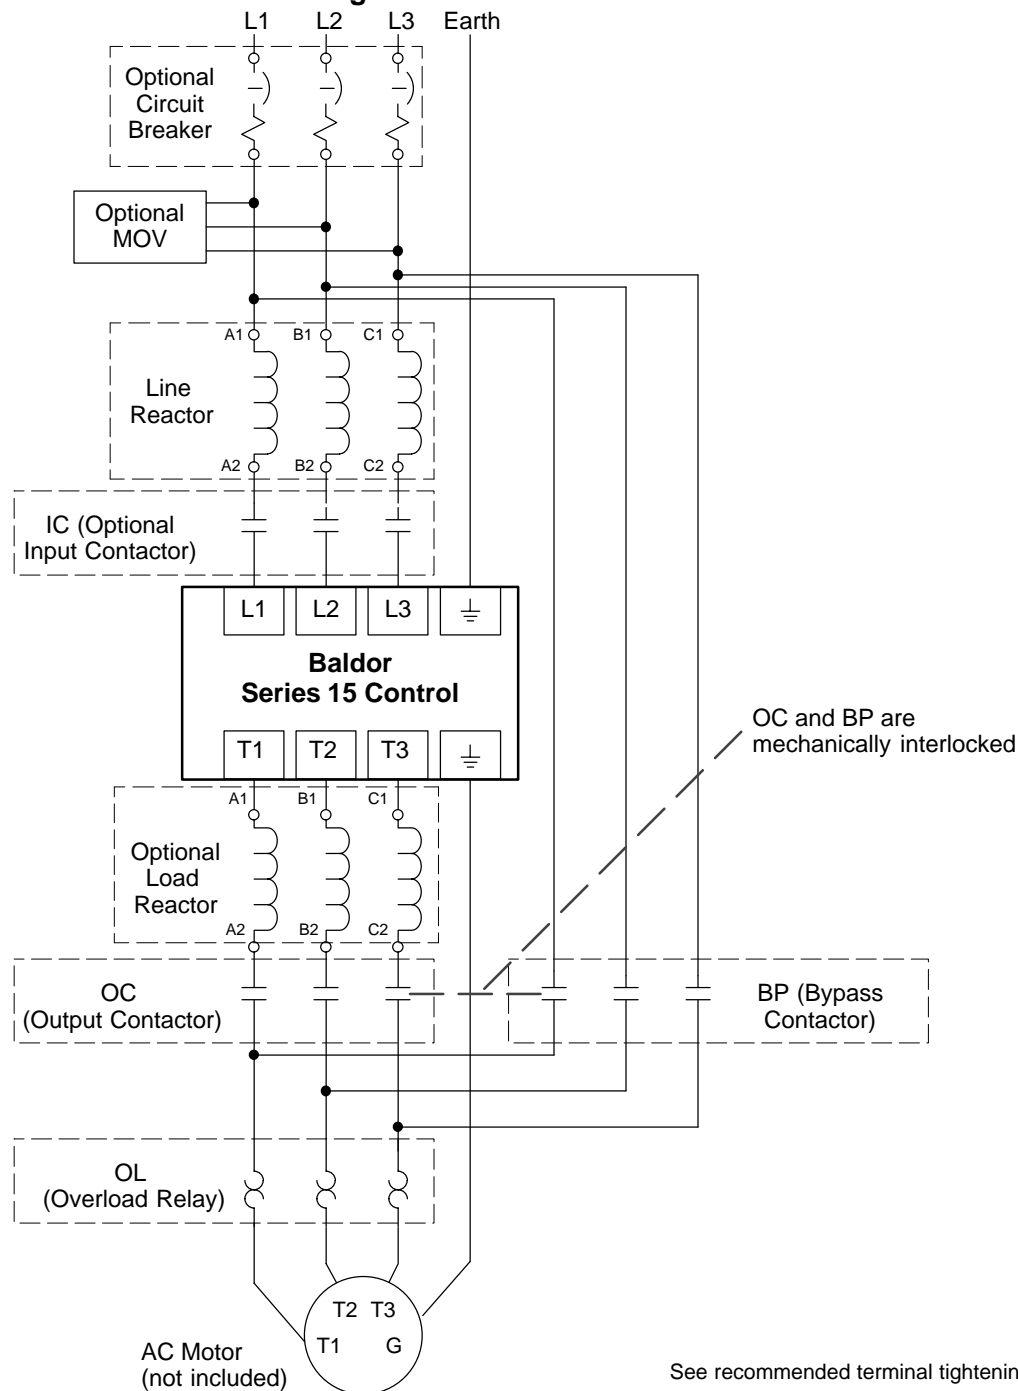 L1 L2 L3 Earth
Optional
Circuit
Breaker
Optional
MOV
A1 B1 C1
Line
Reactor
A2 B2 C2
IC (Optional
Input Contactor)
L1 L2 L3
Baldor
Series 15 Control
OC and BP are
mechanically interlocked
T1 T2 T3
A1 B1 C1
Optional
Load
Reactor
A2 B2 C2
OC
(Output Contactor)
BP (Bypass
Contactor)
OL
(Overload Relay)
T2 T3
T1 G
AC Motor
(not included)
See recommended terminal